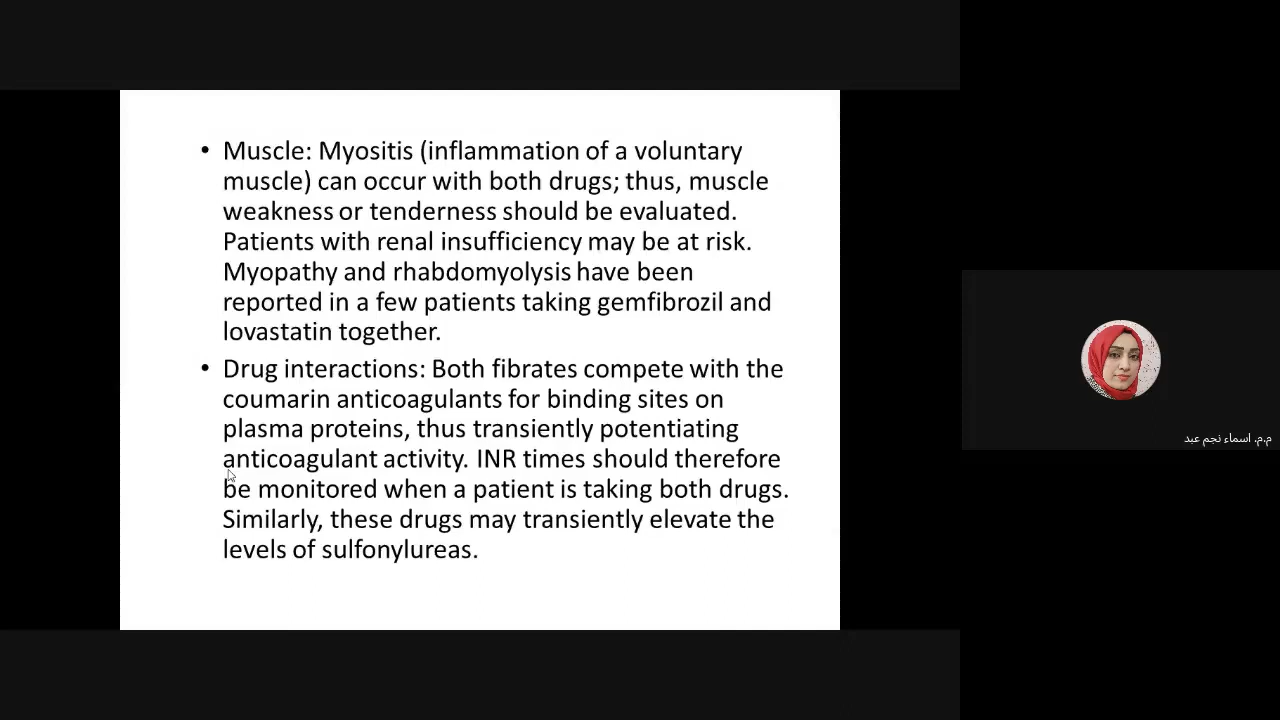 • Muscle: Myositis (inflammation of a voluntary
muscle) can occur with both drugs; thus, muscle
weakness or tenderness should be evaluated.
Patients with renal insufficiency may be at risk.
Myopathy and rhabdomyolysis have been
reported in a few patients taking gemfibrozil and
lovastatin together.
• Drug interactions: Both fibrates compete with the
coumarin anticoagulants for binding sites on
plasma proteins, thus transiently potentiating
anticoagulant activity. INR times should therefore
be monitored when a patient is taking both drugs.
Similarly, these drugs may transiently elevate the
levels of sulfonylureas.
م.م. اسماء نجم عبد